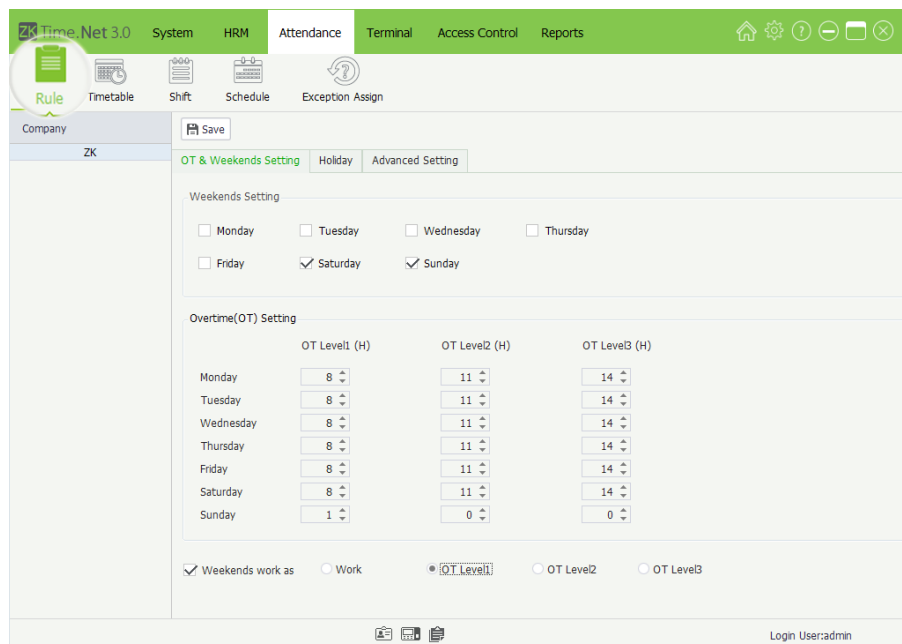 ZK Time.Net 3.0 System HRM Attendance Terminal Access Control Reports
Rule Timetable Shift Schedule Exception Assign
Company
ZK
Save
OT & Weekends Setting Holiday Advanced Setting
Weekends Setting
Monday Tuesday Wednesday Thursday
Friday Saturday Sunday
Overtime(OT) Setting
OT Level1 (H) OT Level2 (H) OT Level3 (H)
Monday 8 11 14
Tuesday 8 11 14
Wednesday 8 11 14
Thursday 8 11 14
Friday 8 11 14
Saturday 8 11 14
Sunday 1 0 0
Weekends work as Work OT Level1 OT Level2 OT Level3
Login User:admin